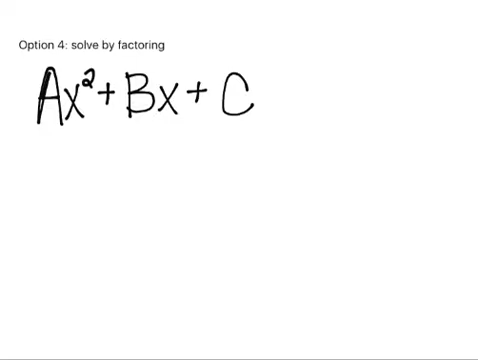 Option 4: solve by factoring
Ax² + Bx + C